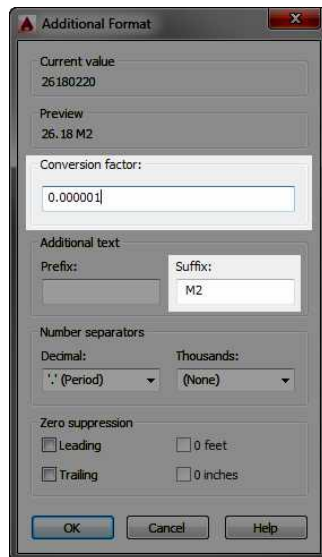 Additional Format
Current value
26180220
Preview
26.18 M2
Conversion factor:
0.000001
Additional text
Prefix: Suffix:
M2
Number separators
Decimal: Thousands:
'.' (Period) (None)
Zero suppression
Leading 0 feet
Trailing 0 inches
OK Cancel Help